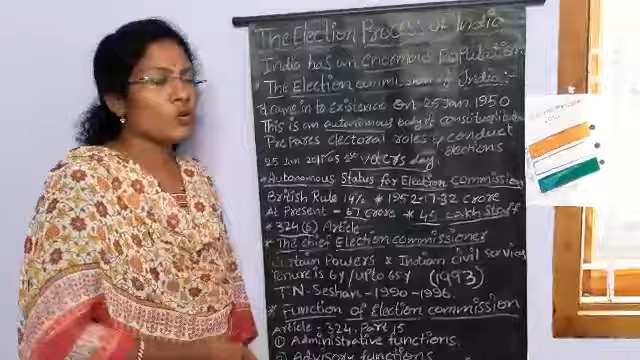 The Election Process of India
India has an enormous Population
* The Election commission of India :-
It came in to existence on 25 Jan 1950
This is an autonomous body & constitutional
Prepares electoral roles & conduct
elections
25 Jan 2011 as 1st voters day.
* Autonomous Status for Election commission
British Rule 14% * 1952-17.32 crore
At Present - 67 crore * 45 lakh staff
* 324(6) Article
* The chief Election commissioner
Certain Powers * Indian civil services
Tenure is 6y / upto 65y (1993)
T.N. Seshan - 1990 - 1996.
* Function of Election commission
Article - 324. Part 15
① Administrative functions.
② Advisory functions